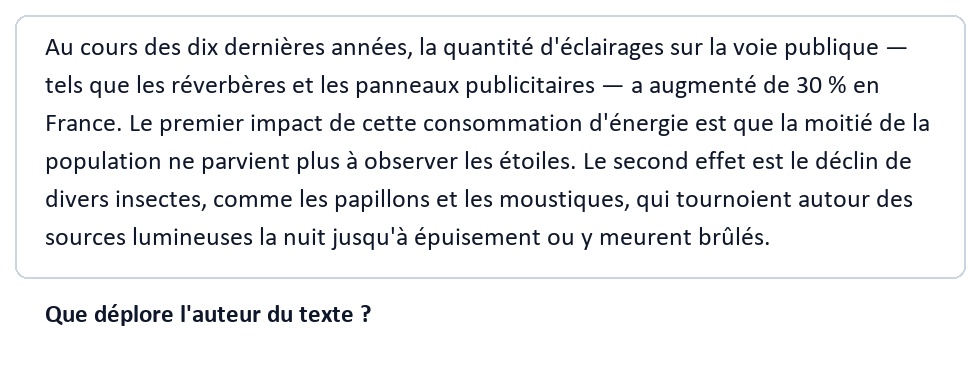 Au cours des dix dernières années, la quantité d'éclairages sur la voie publique —
tels que les réverbères et les panneaux publicitaires — a augmenté de 30 % en
France. Le premier impact de cette consommation d'énergie est que la moitié de la
population ne parvient plus à observer les étoiles. Le second effet est le déclin de
divers insectes, comme les papillons et les moustiques, qui tournoient autour des
sources lumineuses la nuit jusqu'à épuisement ou y meurent brûlés.
Que déplore l'auteur du texte ?